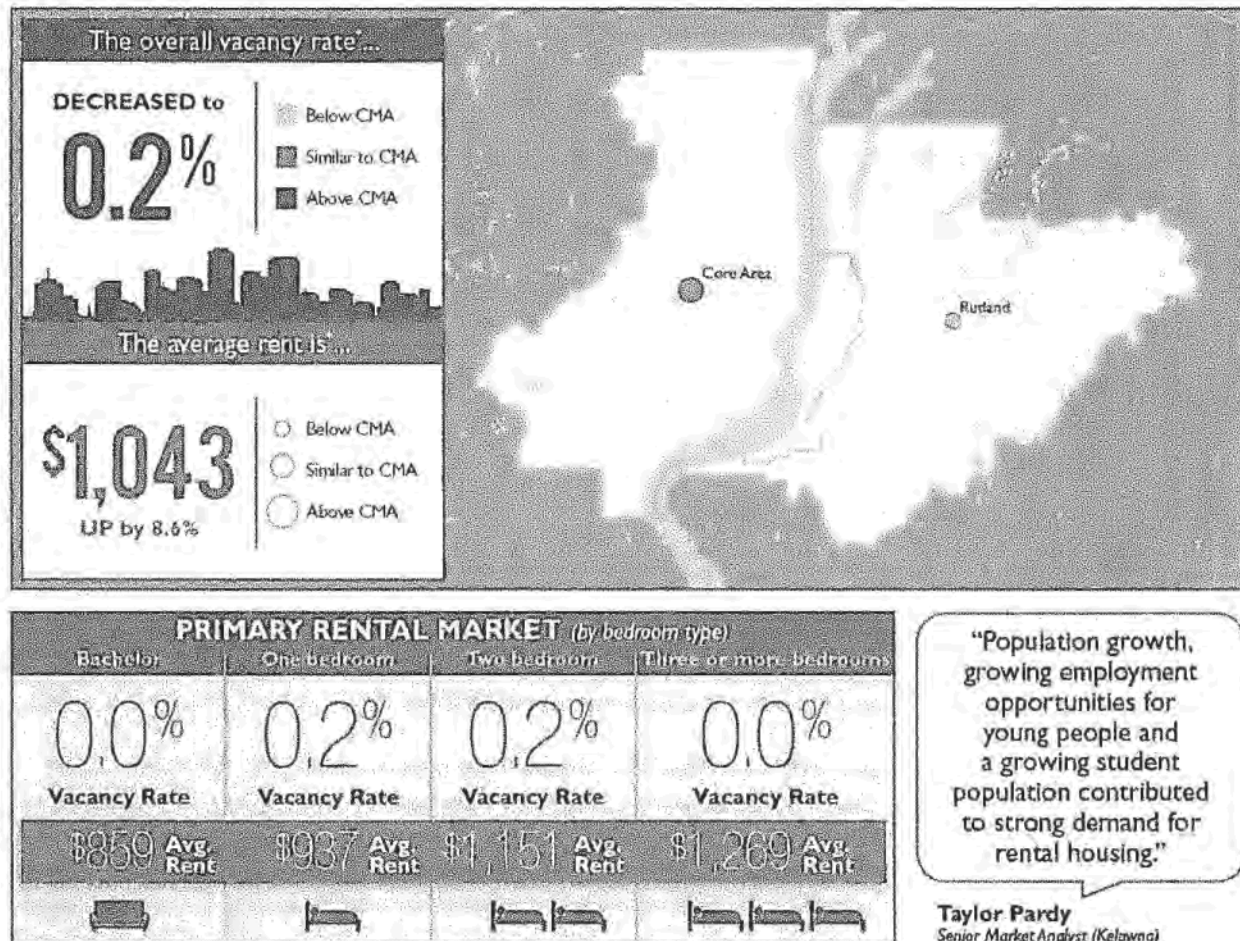 The overall vacancy rate*...
DECREASED to
0.2%
Below CMA
Similar to CMA
Above CMA
The average rent is*...
$1,043
UP by 8.6%
Below CMA
Similar to CMA
Above CMA
Core Area
Rutland
PRIMARY RENTAL MARKET (by bedroom type)
Bachelor One bedroom Two bedroom Three or more bedrooms
0.0% 0.2% 0.2% 0.0%
Vacancy Rate Vacancy Rate Vacancy Rate Vacancy Rate
$859 Avg. Rent $937 Avg. Rent $1,151 Avg. Rent $1,269 Avg. Rent
“Population growth,
growing employment
opportunities for
young people and
a growing student
population contributed
to strong demand for
rental housing.”
Taylor Pardy
Senior Market Analyst (Kelowna)